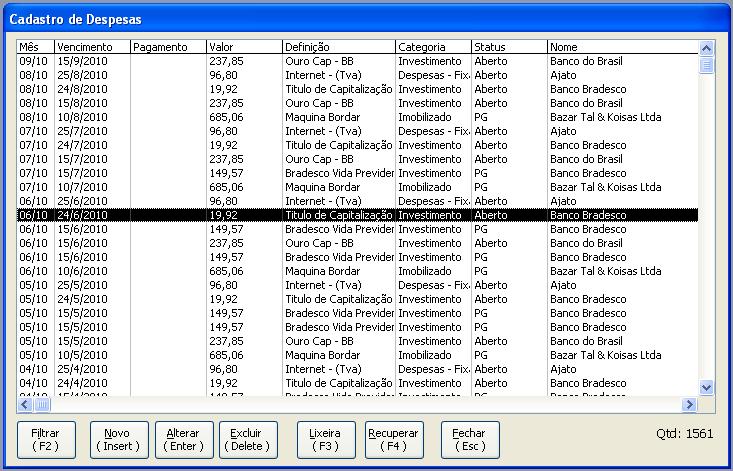 Cadastro de Despesas
Mês Vencimento Pagamento Valor Definição Categoria Status Nome
09/10 15/9/2010 237,85 Ouro Cap - BB Investimento Aberto Banco do Brasil
08/10 25/8/2010 96,80 Internet - (Tva) Despesas - Fix Aberto Ajato
08/10 24/8/2010 19,92 Titulo de Capitalização Investimento Aberto Banco Bradesco
08/10 15/8/2010 237,85 Ouro Cap - BB Investimento Aberto Banco do Brasil
08/10 10/8/2010 685,06 Maquina Bordar Imobilizado PG Bazar Tal & Koisas Ltda
07/10 25/7/2010 96,80 Internet - (Tva) Despesas - Fix Aberto Ajato
07/10 24/7/2010 19,92 Titulo de Capitalização Investimento Aberto Banco Bradesco
07/10 15/7/2010 237,85 Ouro Cap - BB Investimento Aberto Banco do Brasil
07/10 15/7/2010 149,57 Bradesco Vida Previder Investimento PG Banco Bradesco
07/10 10/7/2010 685,06 Maquina Bordar Imobilizado PG Bazar Tal & Koisas Ltda
06/10 25/6/2010 96,80 Internet - (Tva) Despesas - Fix Aberto Ajato
06/10 24/6/2010 19,92 Titulo de Capitalização Investimento Aberto Banco Bradesco
06/10 15/6/2010 149,57 Bradesco Vida Previder Investimento PG Banco Bradesco
06/10 15/6/2010 237,85 Ouro Cap - BB Investimento Aberto Banco do Brasil
06/10 15/6/2010 149,57 Bradesco Vida Previder Investimento PG Banco Bradesco
06/10 10/6/2010 685,06 Maquina Bordar Imobilizado PG Bazar Tal & Koisas Ltda
05/10 25/5/2010 96,80 Internet - (Tva) Despesas - Fix Aberto Ajato
05/10 24/5/2010 19,92 Titulo de Capitalização Investimento Aberto Banco Bradesco
05/10 15/5/2010 149,57 Bradesco Vida Previder Investimento PG Banco Bradesco
05/10 15/5/2010 149,57 Bradesco Vida Previder Investimento PG Banco Bradesco
05/10 15/5/2010 237,85 Ouro Cap - BB Investimento Aberto Banco do Brasil
05/10 10/5/2010 685,06 Maquina Bordar Imobilizado PG Bazar Tal & Koisas Ltda
04/10 25/4/2010 96,80 Internet - (Tva) Despesas - Fix Aberto Ajato
04/10 24/4/2010 19,92 Titulo de Capitalização Investimento Aberto Banco Bradesco
04/10 15/4/2010 149,57 Bradesco Vida Previder Investimento PG Banco Bradesco
Filtrar Novo Alterar Excluir Lixeira Recuperar Fechar Qtd: 1561
( F2 ) ( Insert ) ( Enter ) ( Delete ) ( F3 ) ( F4 ) ( Esc )